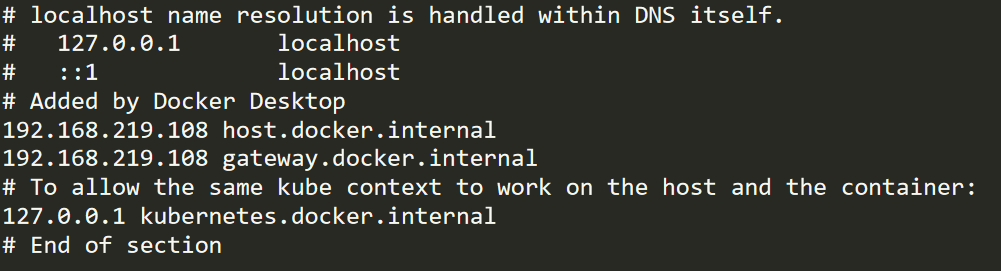 # localhost name resolution is handled within DNS itself.
#   127.0.0.1       localhost
#   ::1             localhost
# Added by Docker Desktop
192.168.219.108 host.docker.internal
192.168.219.108 gateway.docker.internal
# To allow the same kube context to work on the host and the container:
127.0.0.1 kubernetes.docker.internal
# End of section